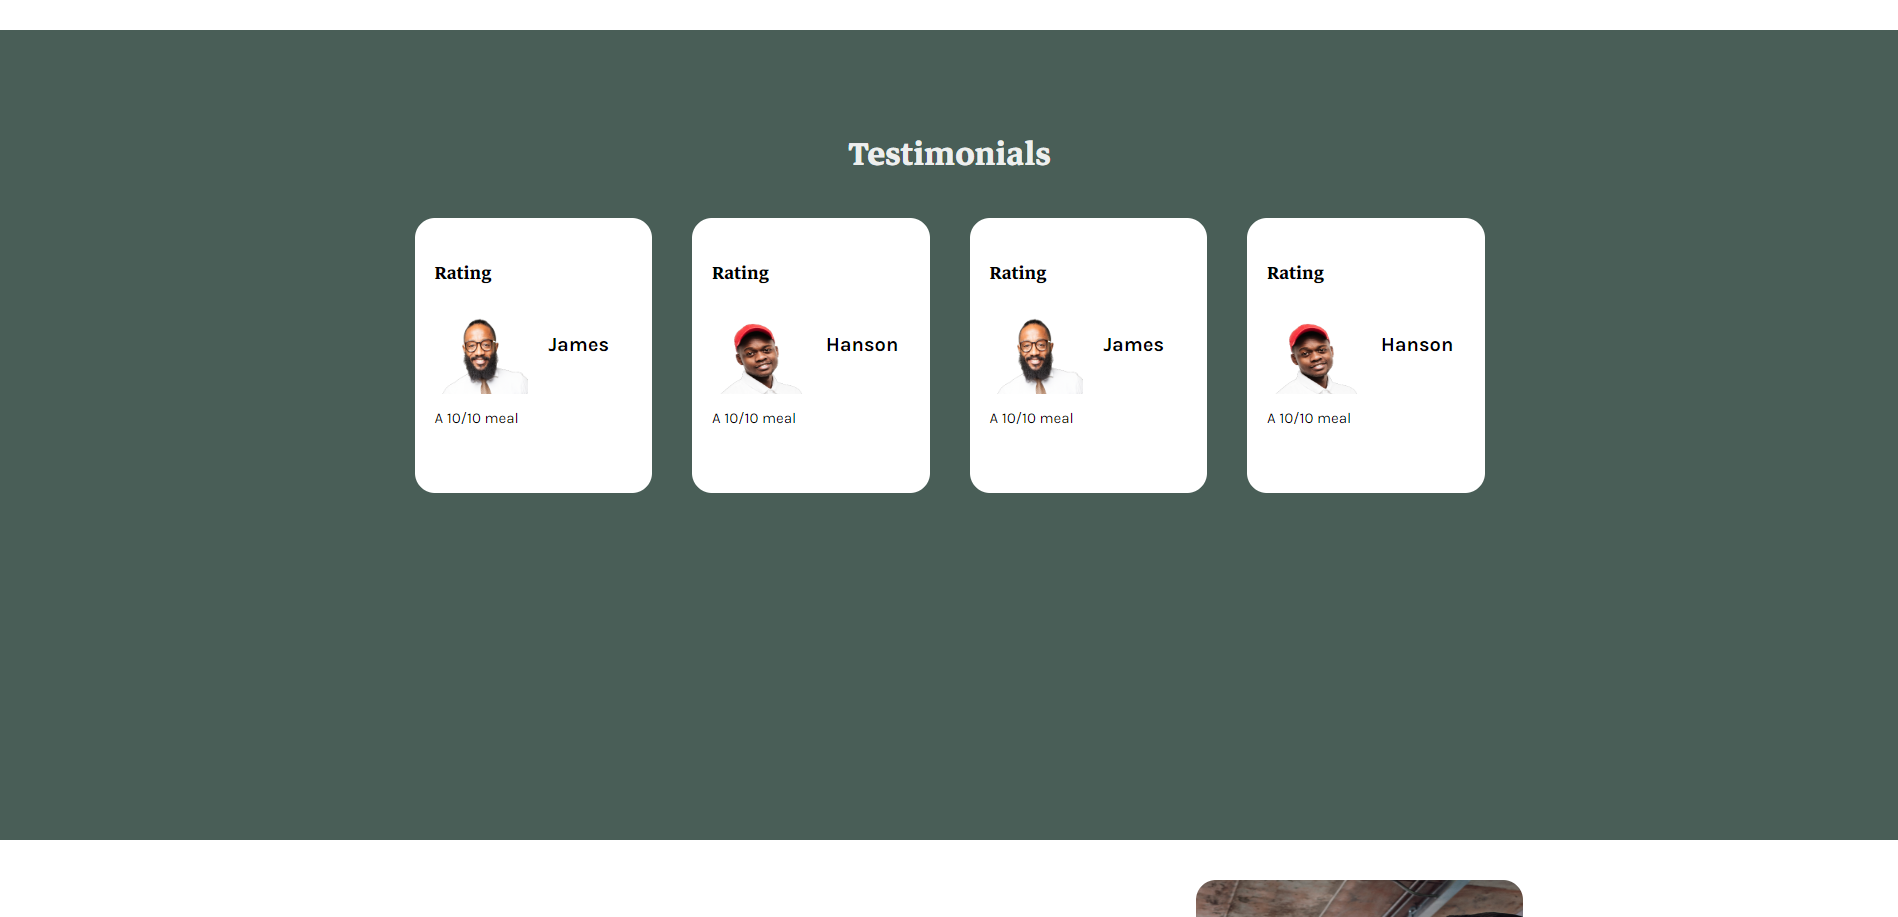 Testimonials
Rating
James
A 10/10 meal
Rating
Hanson
A 10/10 meal
Rating
James
A 10/10 meal
Rating
Hanson
A 10/10 meal